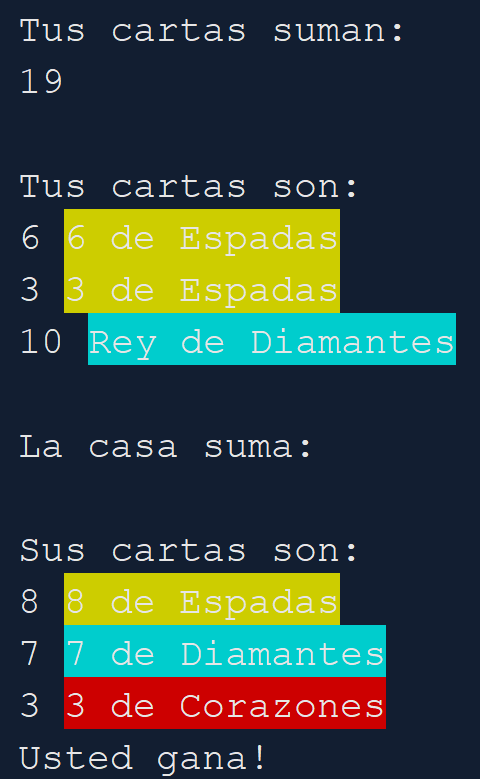 Tus cartas suman:
19
Tus cartas son:
6 6 de Espadas
3 3 de Espadas
10 Rey de Diamantes
La casa suma:
Sus cartas son:
8 8 de Espadas
7 7 de Diamantes
3 3 de Corazones
Usted gana!